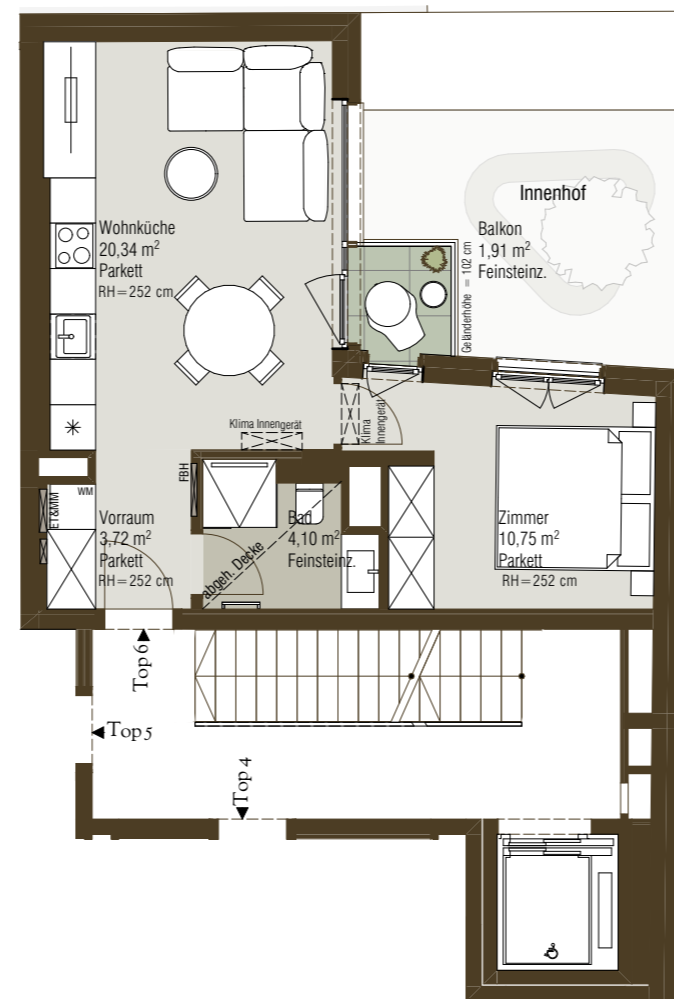 Innenhof
Wohnküche
20,34 m²
Parkett
RH=252 cm
Balkon
1,91 m²
Feinsteinz.
Geländerhöhe = 102 cm
Klima Innengerät
Klima
Innengerät
FBH
ET&MM
WM
Vorraum
3,72 m²
Parkett
RH=252 cm
Bad
4,10 m²
Feinsteinz.
abgeh. Decke
Zimmer
10,75 m²
Parkett
RH=252 cm
Top 6
Top 5
Top 4